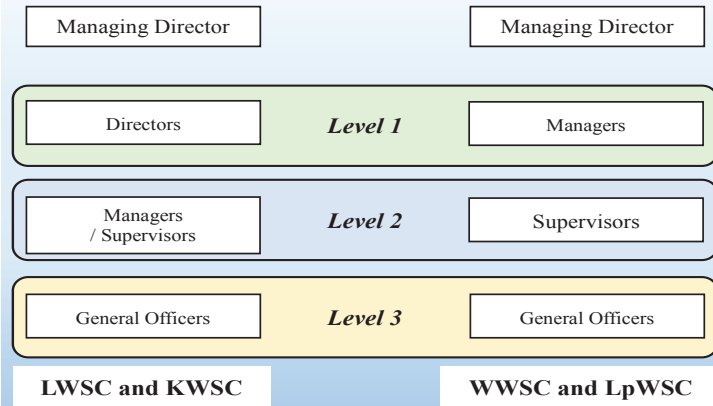 Managing Director
Managing Director
Directors
Level 1
Managers
Managers
/ Supervisors
Level 2
Supervisors
General Officers
Level 3
General Officers
LWSC and KWSC
WWSC and LpWSC